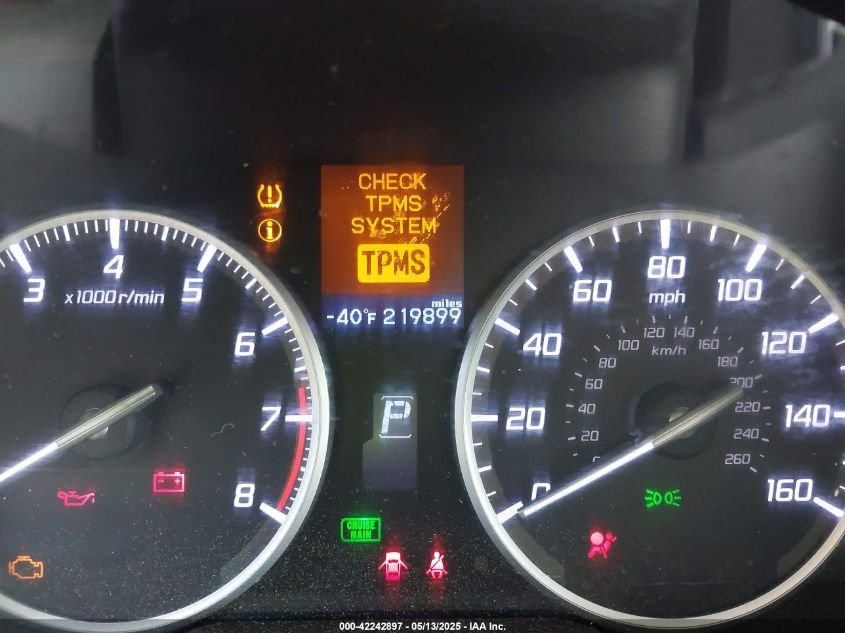 CHECK
TPMS
SYSTEM
TPMS
miles
-40°F 219899
3 4 5 6 7 8
x1000 r/min
P
0 20 40 60 80 100 120 140 160
mph
20 40 60 80 100 120 140 160 180 200 220 240 260
km/h
CRUISE
MAIN
000-42242897 - 05/13/2025 - IAA Inc.